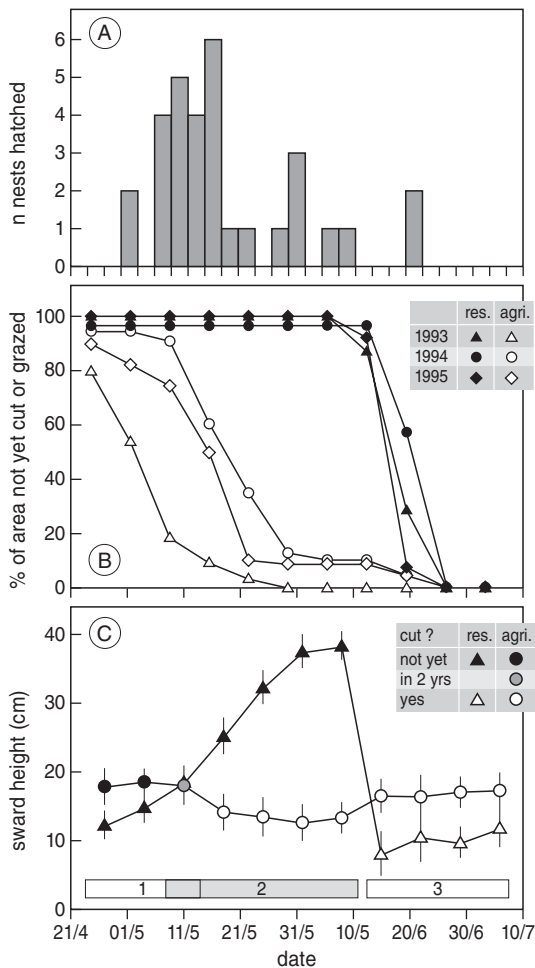 A
n nests hatched
6
5
4
3
2
1
0
B
% of area not yet cut or grazed
100
80
60
40
20
0
res. agri.
1993
1994
1995
C
sward height (cm)
40
30
20
10
0
cut ? res. agri.
not yet
in 2 yrs
yes
1 2 3
21/4 01/5 11/5 21/5 31/5 10/5 20/6 30/6 10/7
date